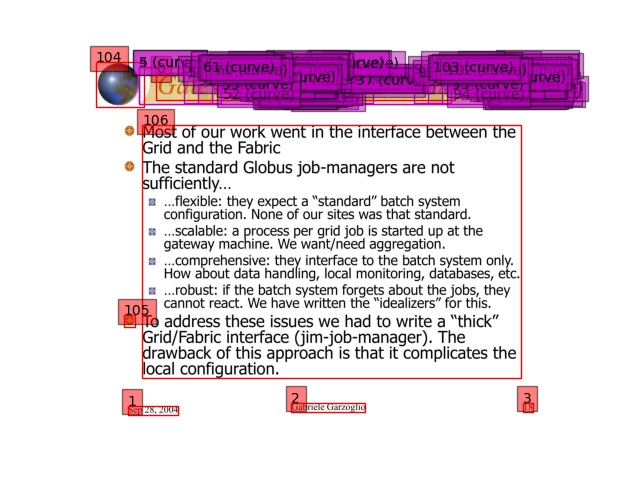 104
5 (curve)
61 (curve)
103 (curve)
37 (curve)
52 (curve)
94 (curve)
106
Most of our work went in the interface between the
Grid and the Fabric
The standard Globus job-managers are not
sufficiently…
…flexible: they expect a “standard” batch system
configuration. None of our sites was that standard.
…scalable: a process per grid job is started up at the
gateway machine. We want/need aggregation.
…comprehensive: they interface to the batch system only.
How about data handling, local monitoring, databases, etc.
…robust: if the batch system forgets about the jobs, they
cannot react. We have written the “idealizers” for this.
105
To address these issues we had to write a “thick”
Grid/Fabric interface (jim-job-manager). The
drawback of this approach is that it complicates the
local configuration.
1
2
3
Sep 28, 2004
Gabriele Garzoglio
18